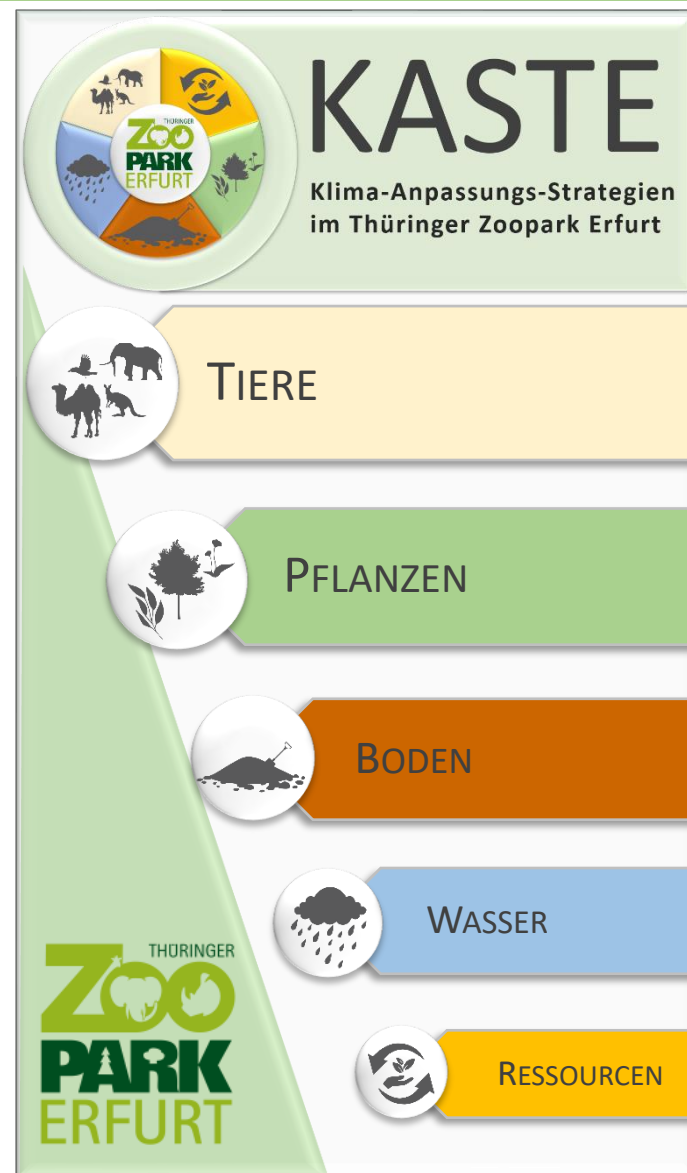 THÜRINGER
ZOO
PARK
ERFURT
KASTE
Klima-Anpassungs-Strategien
im Thüringer Zoopark Erfurt
TIERE
PFLANZEN
BODEN
WASSER
RESSOURCEN
THÜRINGER
ZOO
PARK
ERFURT